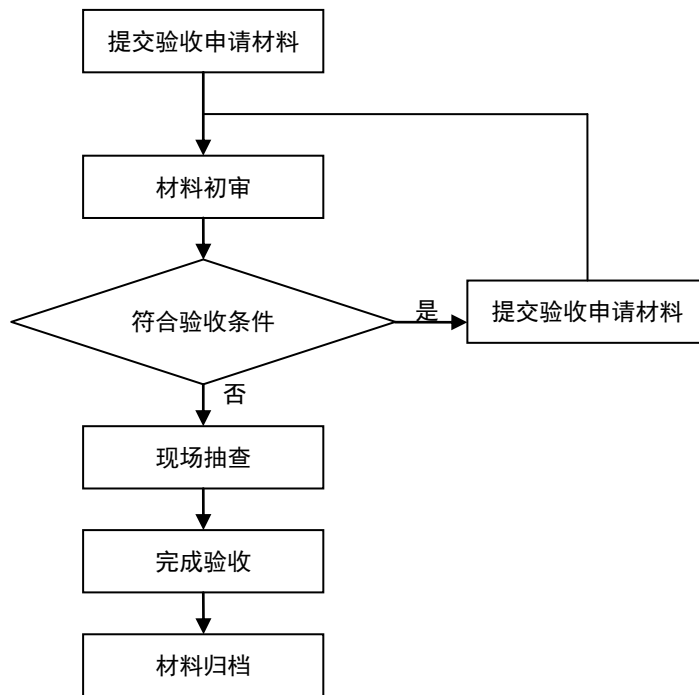 提交验收申请材料
材料初审
符合验收条件
是
提交验收申请材料
否
现场抽查
完成验收
材料归档